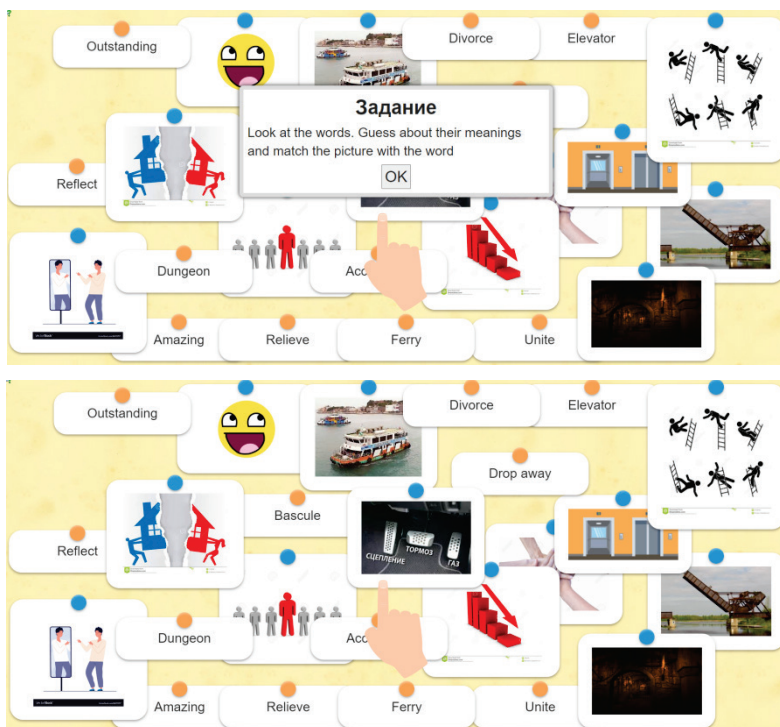 Outstanding
Divorce
Elevator
Задание
Look at the words. Guess about their meanings
and match the picture with the word
OK
Reflect
Dungeon
Acc
Amazing
Relieve
Ferry
Unite
Outstanding
Divorce
Elevator
Drop away
Bascule
СЦЕПЛЕНИЕ
ТОРМОЗ
ГАЗ
Reflect
Dungeon
Acc
Amazing
Relieve
Ferry
Unite